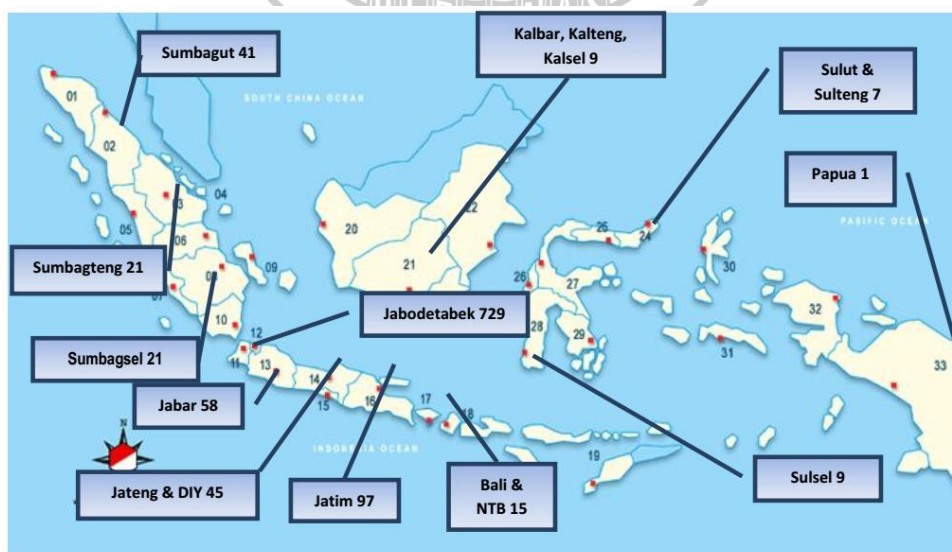 Sumbagut 41
Kalbar, Kalteng,
Kalsel 9
Sulut &
Sulteng 7
SOUTH CHINA OCEAN
Papua 1
PASIFIC OCEAN
01
02
03
04
05
06
07
08
09
10
11
12
13
14
15
16
17
18
19
20
21
22
24
25
26
27
28
29
30
31
32
33
Sumbagteng 21
Jabodetabek 729
Sumbagsel 21
Jabar 58
N
INDONESIA OCEAN
Jateng & DIY 45
Jatim 97
Bali &
NTB 15
Sulsel 9